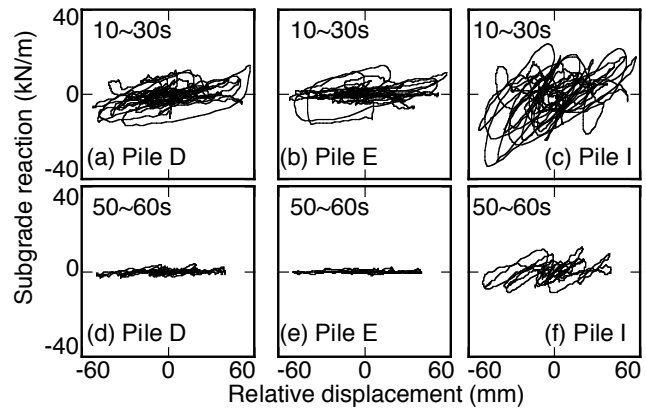 Subgrade reaction (kN/m)
40
0
-40
10~30s
(a) Pile D
10~30s
(b) Pile E
10~30s
(c) Pile I
40
0
-40
50~60s
(d) Pile D
50~60s
(e) Pile E
50~60s
(f) Pile I
-60 0 60 -60 0 60 -60 0 60
Relative displacement (mm)